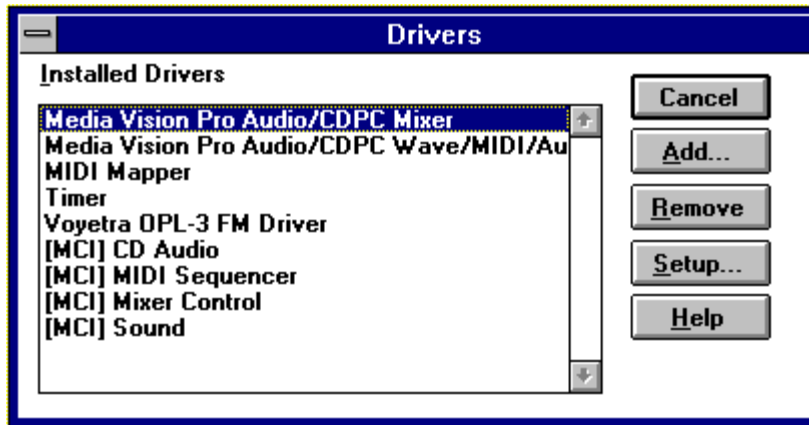 Drivers
Installed Drivers
Media Vision Pro Audio/CDPC Mixer
Media Vision Pro Audio/CDPC Wave/MIDI/Au
MIDI Mapper
Timer
Voyetra OPL-3 FM Driver
[MCI] CD Audio
[MCI] MIDI Sequencer
[MCI] Mixer Control
[MCI] Sound
Cancel
Add...
Remove
Setup...
Help